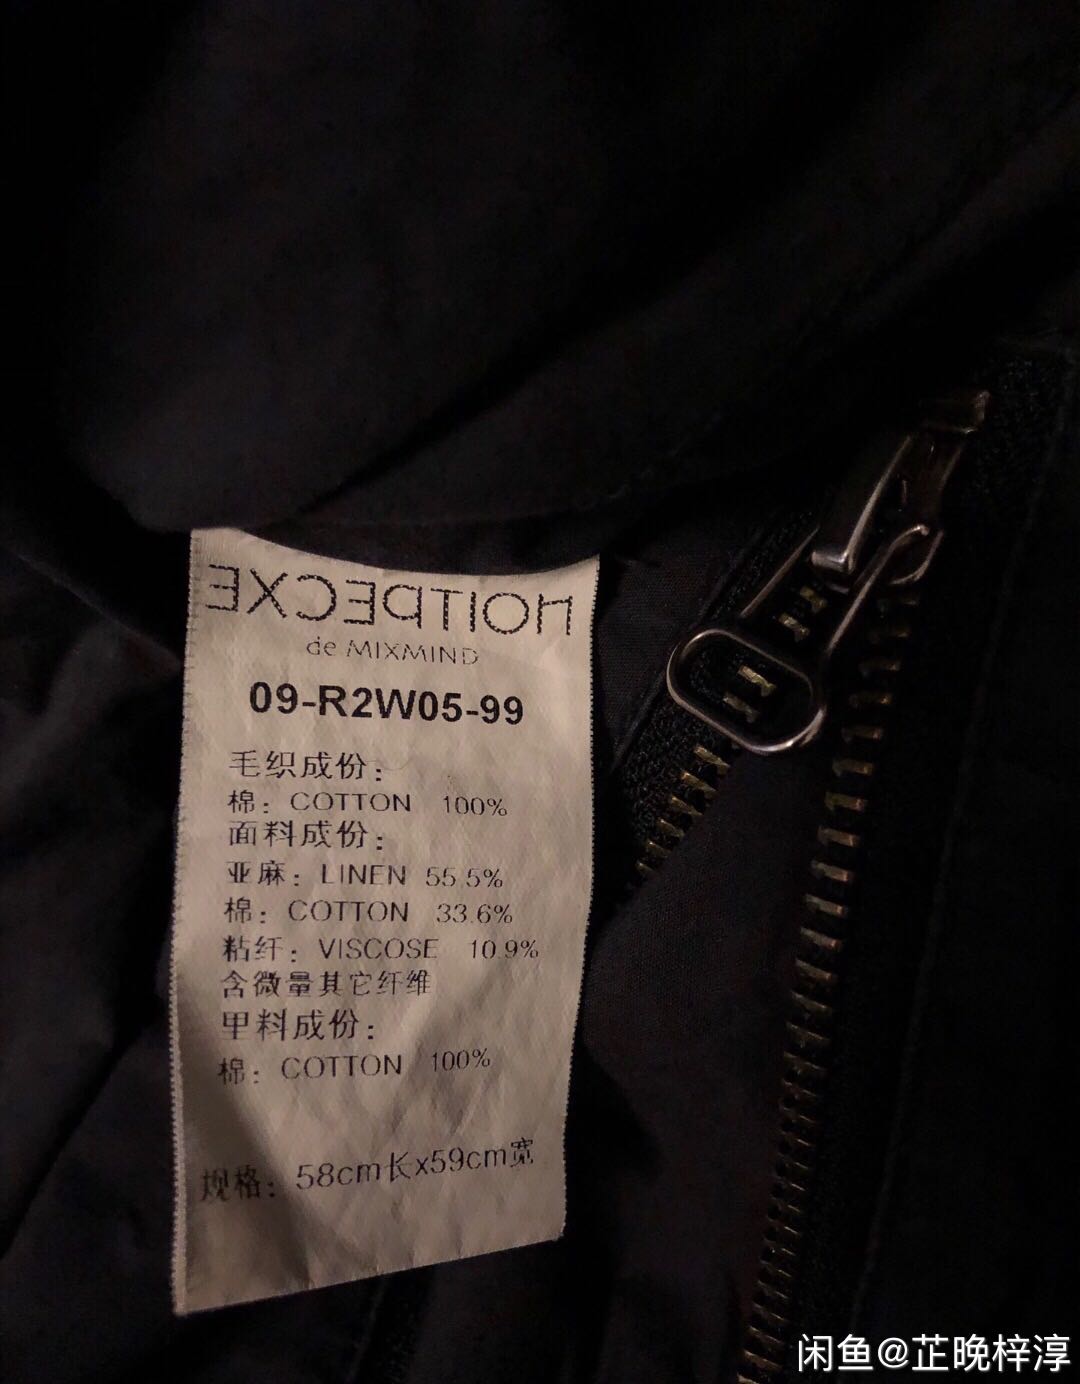 ƎXƆƎꟼTIOИ
de MIXMIND
09-R2W05-99
毛织成份：
棉：COTTON 100%
面料成份：
亚麻：LINEN 55.5%
棉：COTTON 33.6%
粘纤：VISCOSE 10.9%
含微量其它纤维
里料成份：
棉：COTTON 100%
规格：58cm长x59cm宽
闲鱼@芷晚梓淳